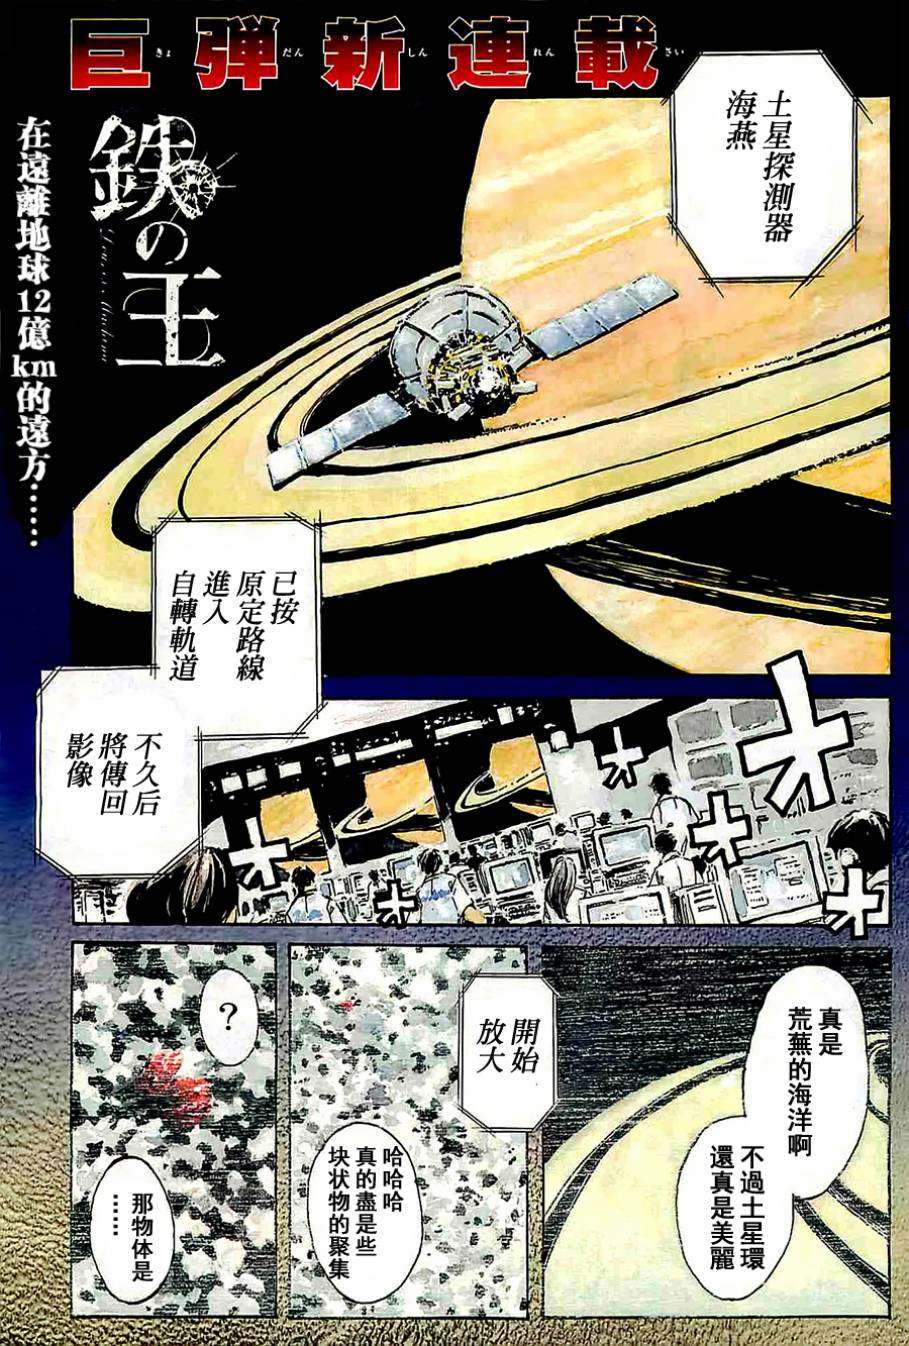 巨弾新連載
きょ だん しん れん さい
鉄の王
在遠離地球12億km的遠方……
土星探測器
海燕
已按
原定路線
進入
自轉軌道
不久后
將傳回
影像
オ
オ
オ
オ
オ
オ
真是
荒蕪的海洋啊
不過土星環
還真是美麗
開始
放大
哈哈哈
真的盡是些
块状物的聚集
？
那物体是
……